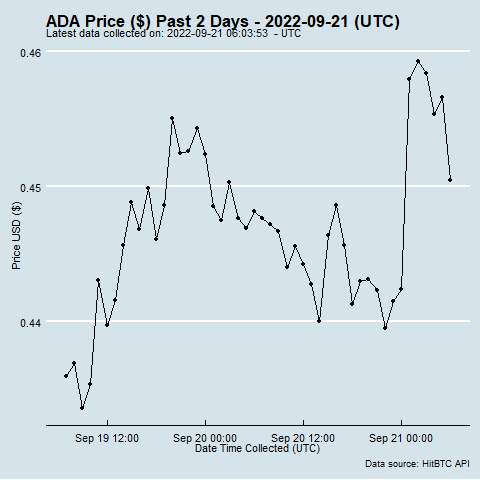 ADA Price ($) Past 2 Days - 2022-09-21 (UTC)
Latest data collected on: 2022-09-21 06:03:53 - UTC
0.46
0.45
0.44
Price USD ($)
Sep 19 12:00 Sep 20 00:00 Sep 20 12:00 Sep 21 00:00
Date Time Collected (UTC)
Data source: HitBTC API